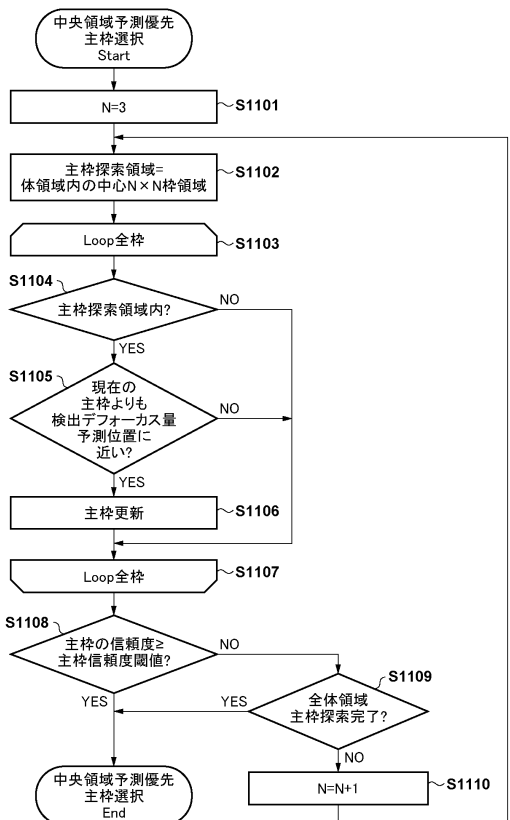 中央領域予測優先
主枠選択
Start
N=3
S1101
主枠探索領域=
体領域内の中心N×N枠領域
S1102
Loop全枠
S1103
S1104
主枠探索領域内?
NO
YES
S1105
現在の
主枠よりも
検出デフォーカス量
予測位置に
近い?
NO
YES
主枠更新
S1106
Loop全枠
S1107
S1108
主枠の信頼度≥
主枠信頼度閾値?
NO
YES
S1109
全体領域
主枠探索完了?
YES
NO
中央領域予測優先
主枠選択
End
N=N+1
S1110